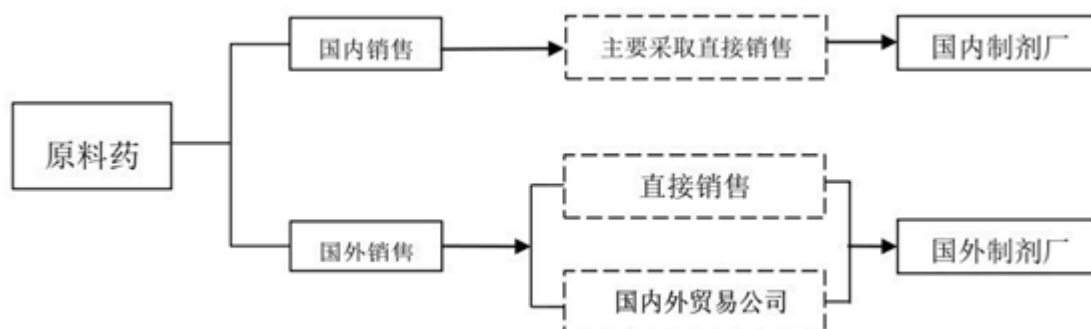 国内销售
主要采取直接销售
国内制剂厂
原料药
直接销售
国外销售
国外制剂厂
国内外贸易公司